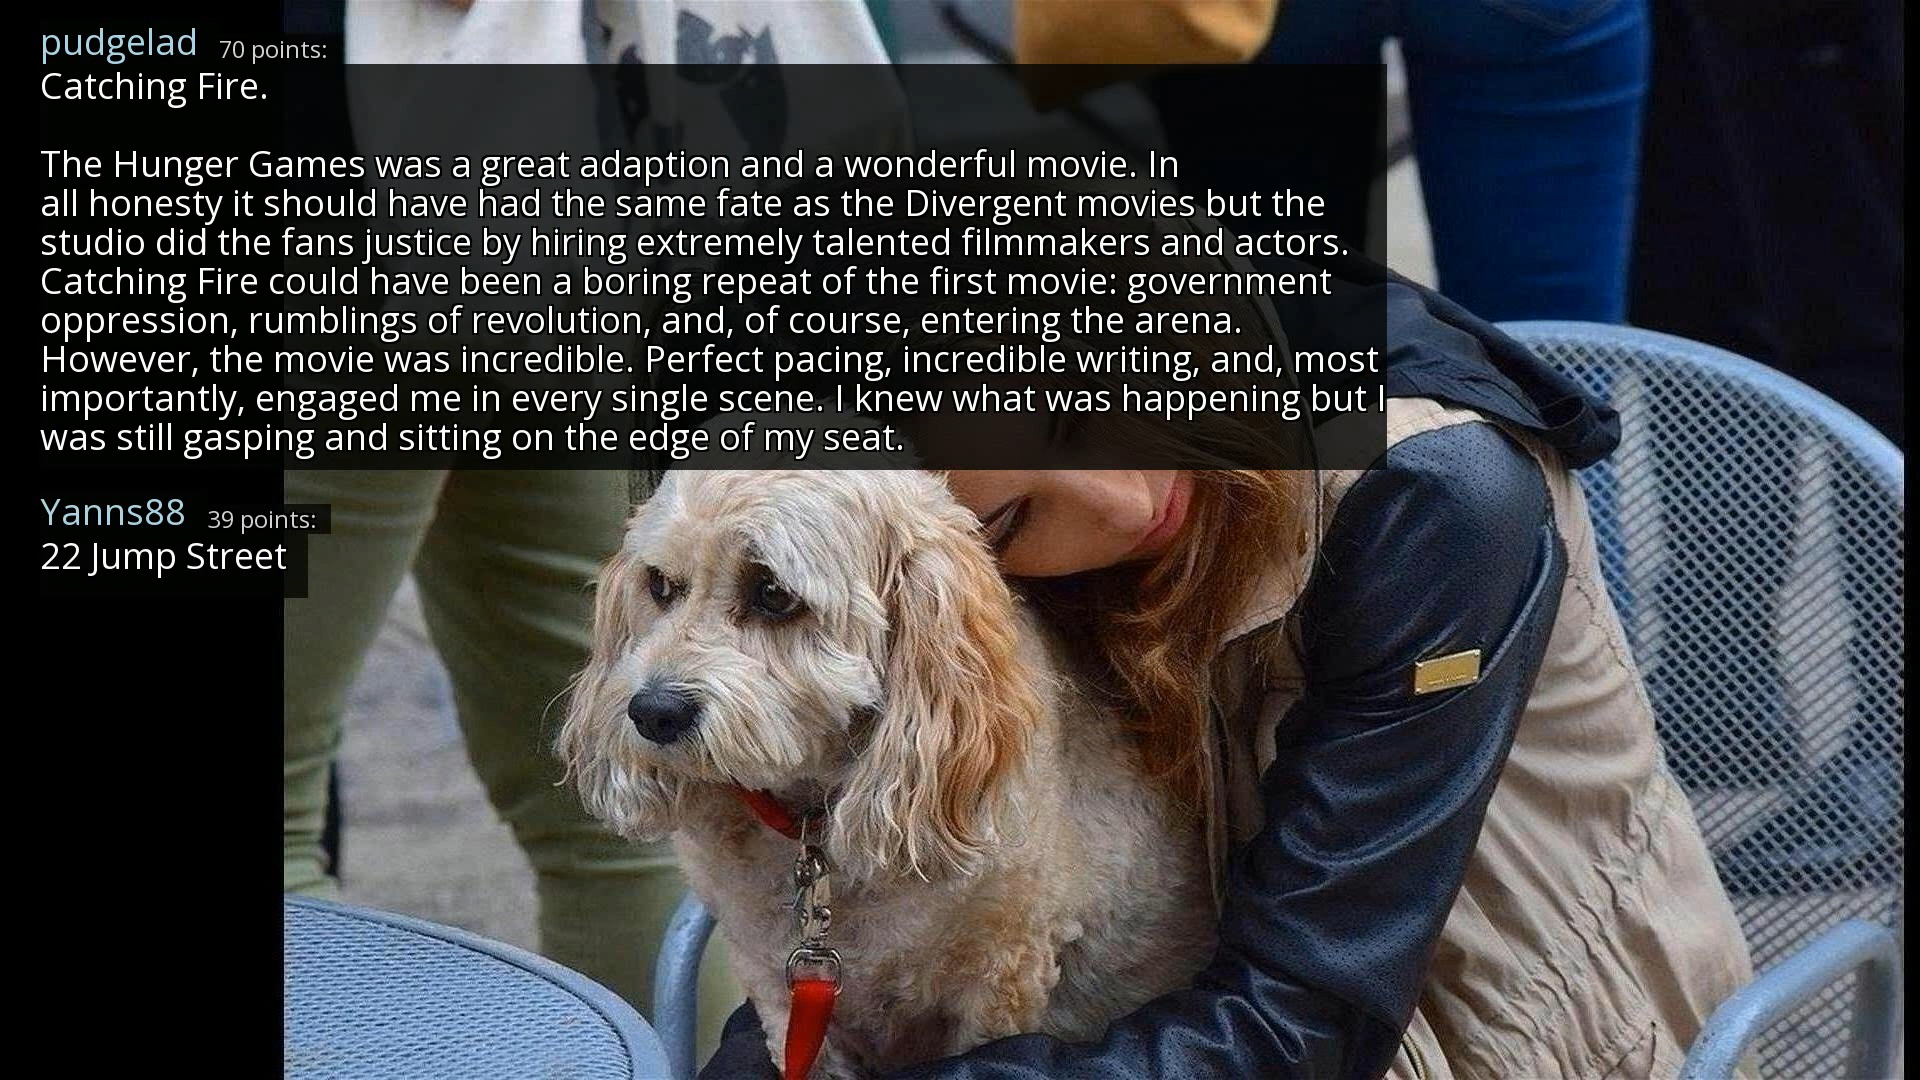 pudgelad 70 points:
Catching Fire.
The Hunger Games was a great adaption and a wonderful movie. In
all honesty it should have had the same fate as the Divergent movies but the
studio did the fans justice by hiring extremely talented filmmakers and actors.
Catching Fire could have been a boring repeat of the first movie: government
oppression, rumblings of revolution, and, of course, entering the arena.
However, the movie was incredible. Perfect pacing, incredible writing, and, most
importantly, engaged me in every single scene. I knew what was happening but I
was still gasping and sitting on the edge of my seat.
Yanns88 39 points:
22 Jump Street